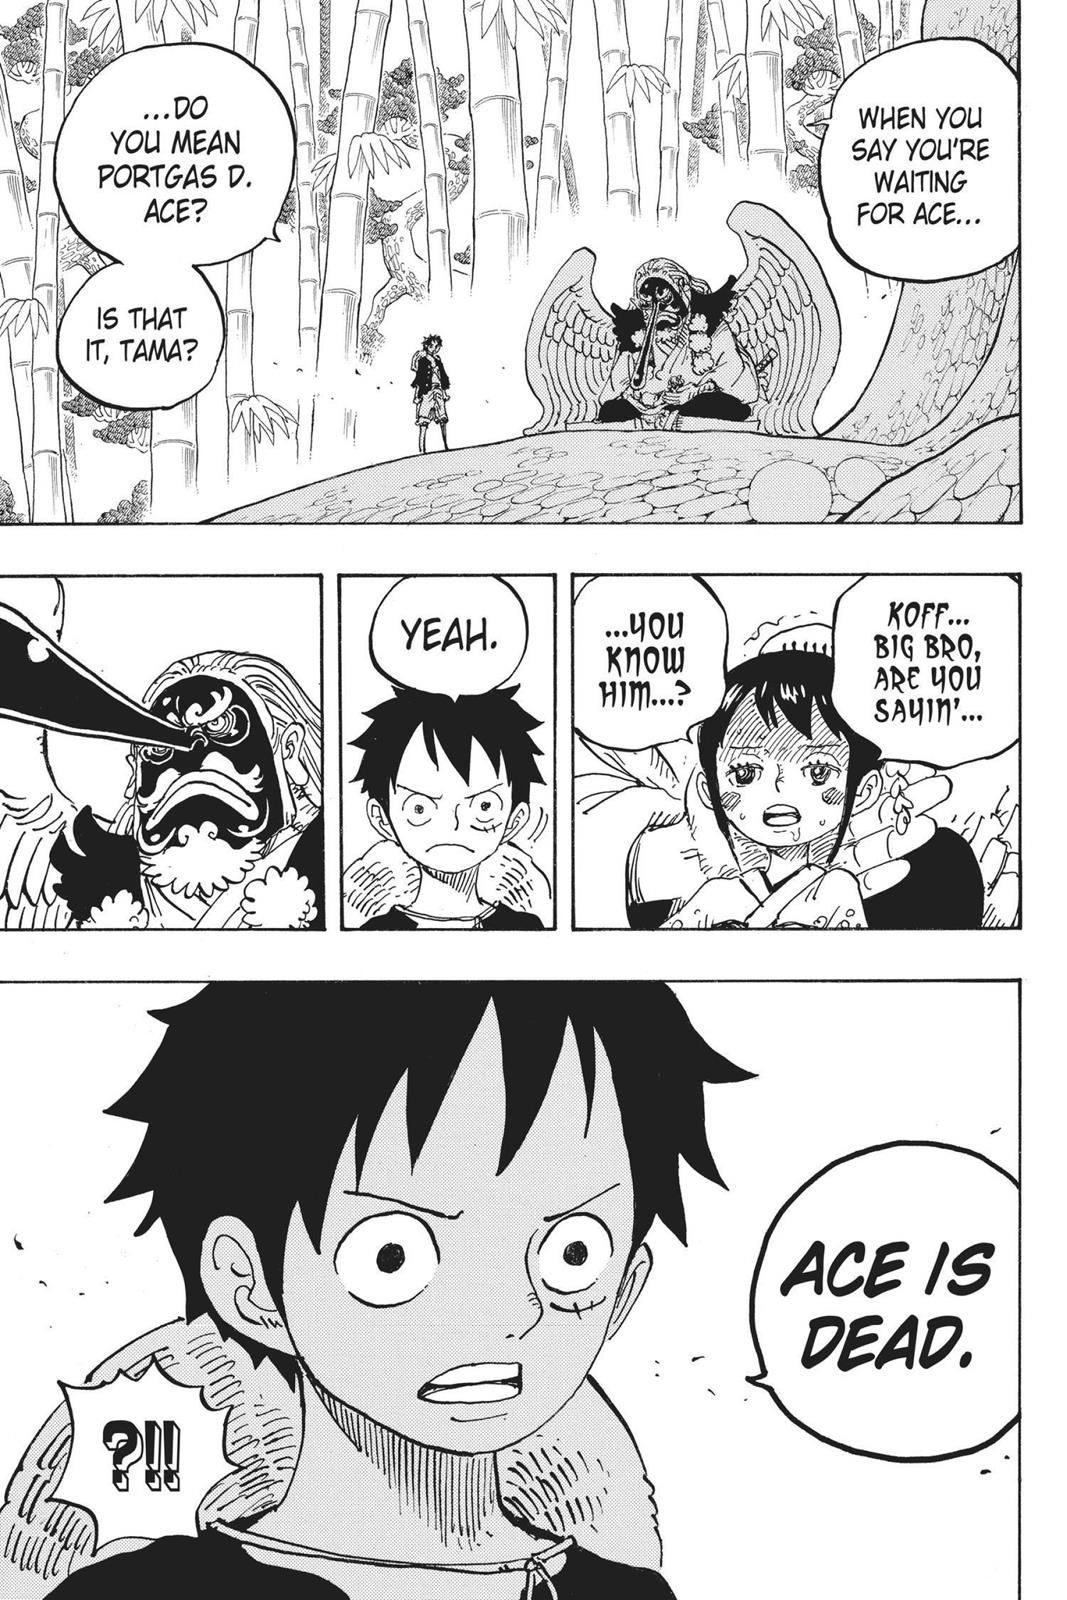 WHEN YOU
SAY YOU'RE
WAITING
FOR ACE...
...DO
YOU MEAN
PORTGAS D.
ACE?
IS THAT
IT, TAMA?
KOFF...
BIG BRO,
ARE YOU
SAYIN'...
...YOU
KNOW
HIM...?
YEAH.
ACE IS
DEAD.
?!!